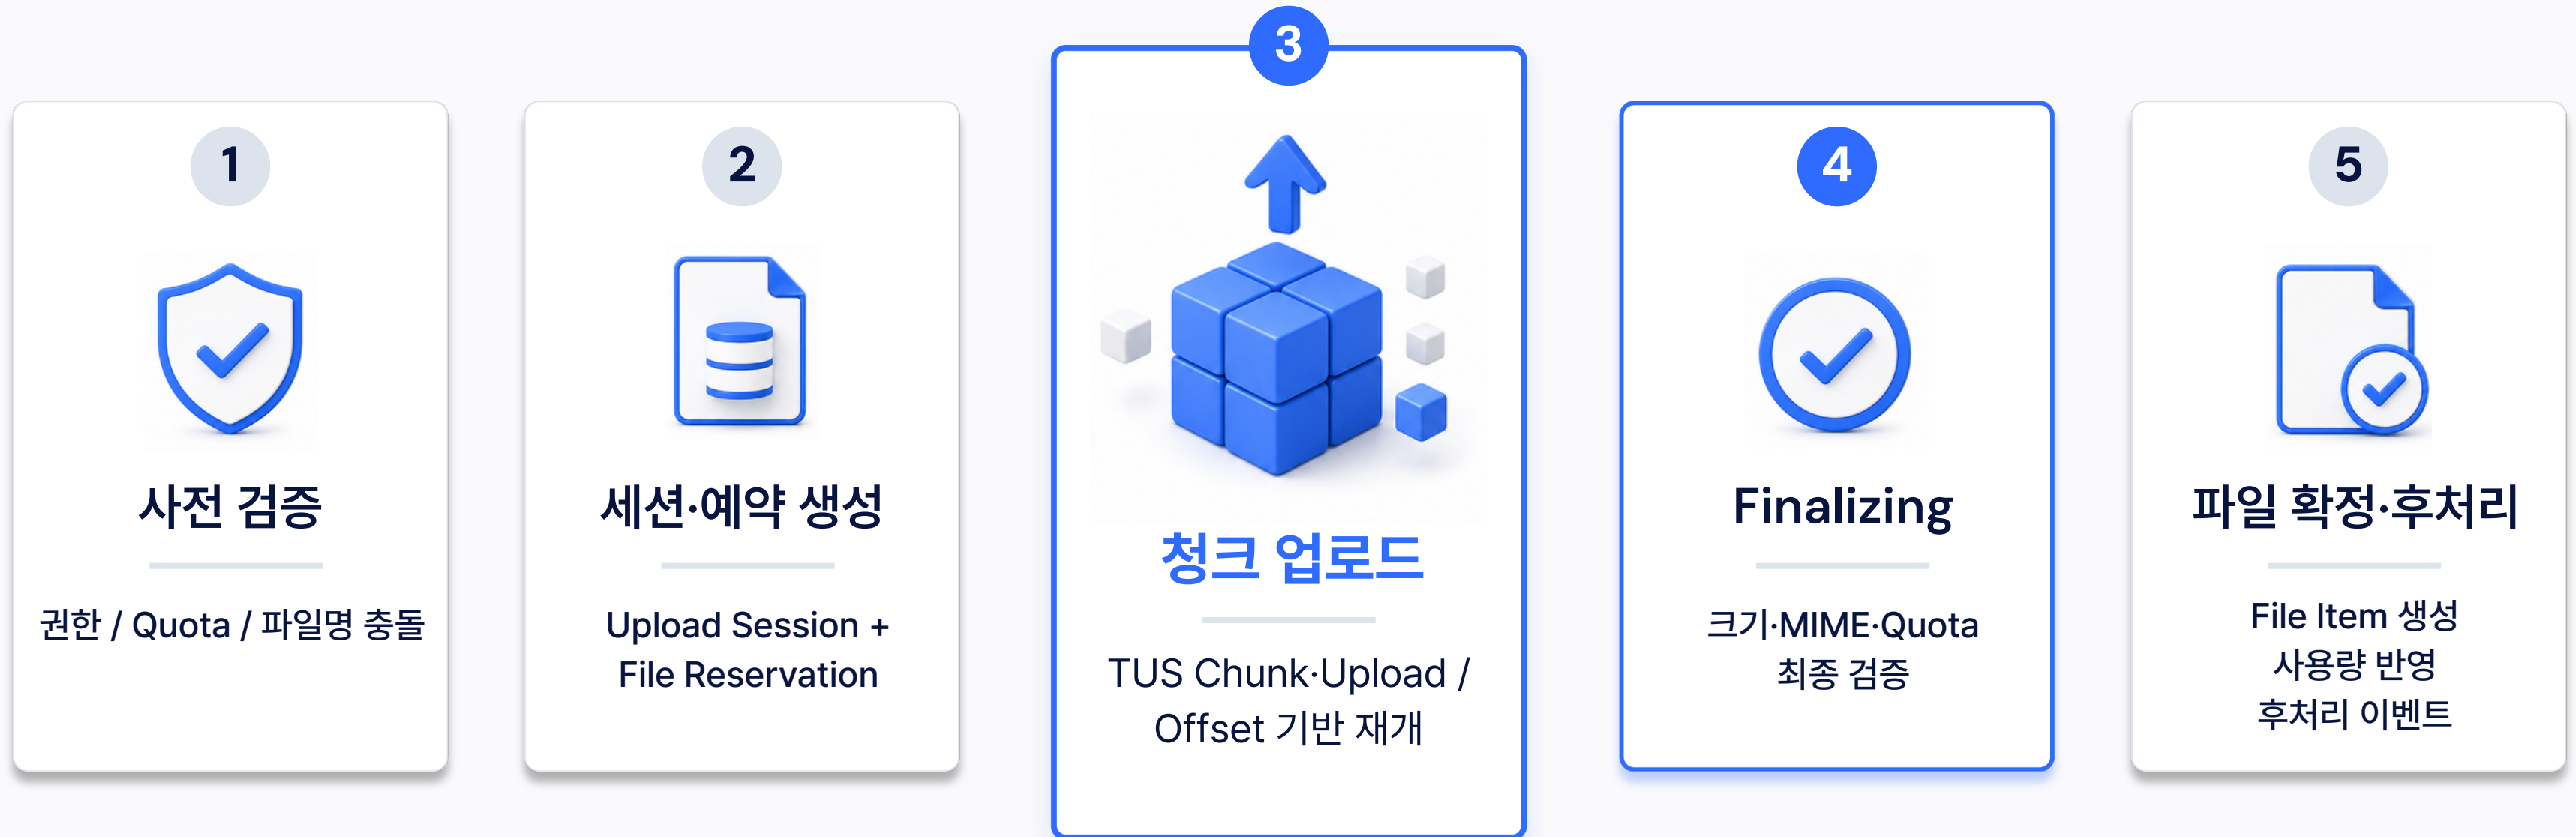 1
사전 검증
권한 / Quota / 파일명 충돌
2
세션·예약 생성
Upload Session +
File Reservation
3
청크 업로드
TUS Chunk·Upload /
Offset 기반 재개
4
Finalizing
크기·MIME·Quota
최종 검증
5
파일 확정·후처리
File Item 생성
사용량 반영
후처리 이벤트